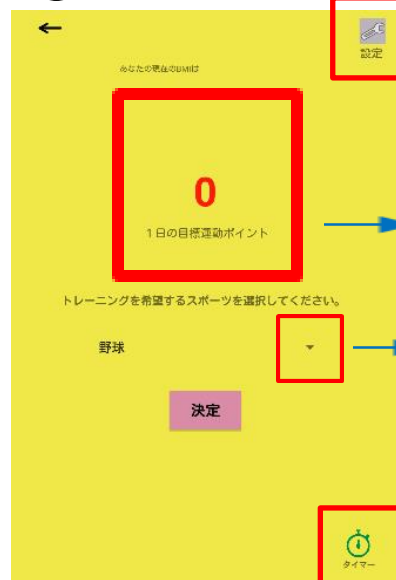 設定
あなたの現在のBMIは
0
1日の目標運動ポイント
トレーニングを希望するスポーツを選択してください。
野球
決定
タイマー